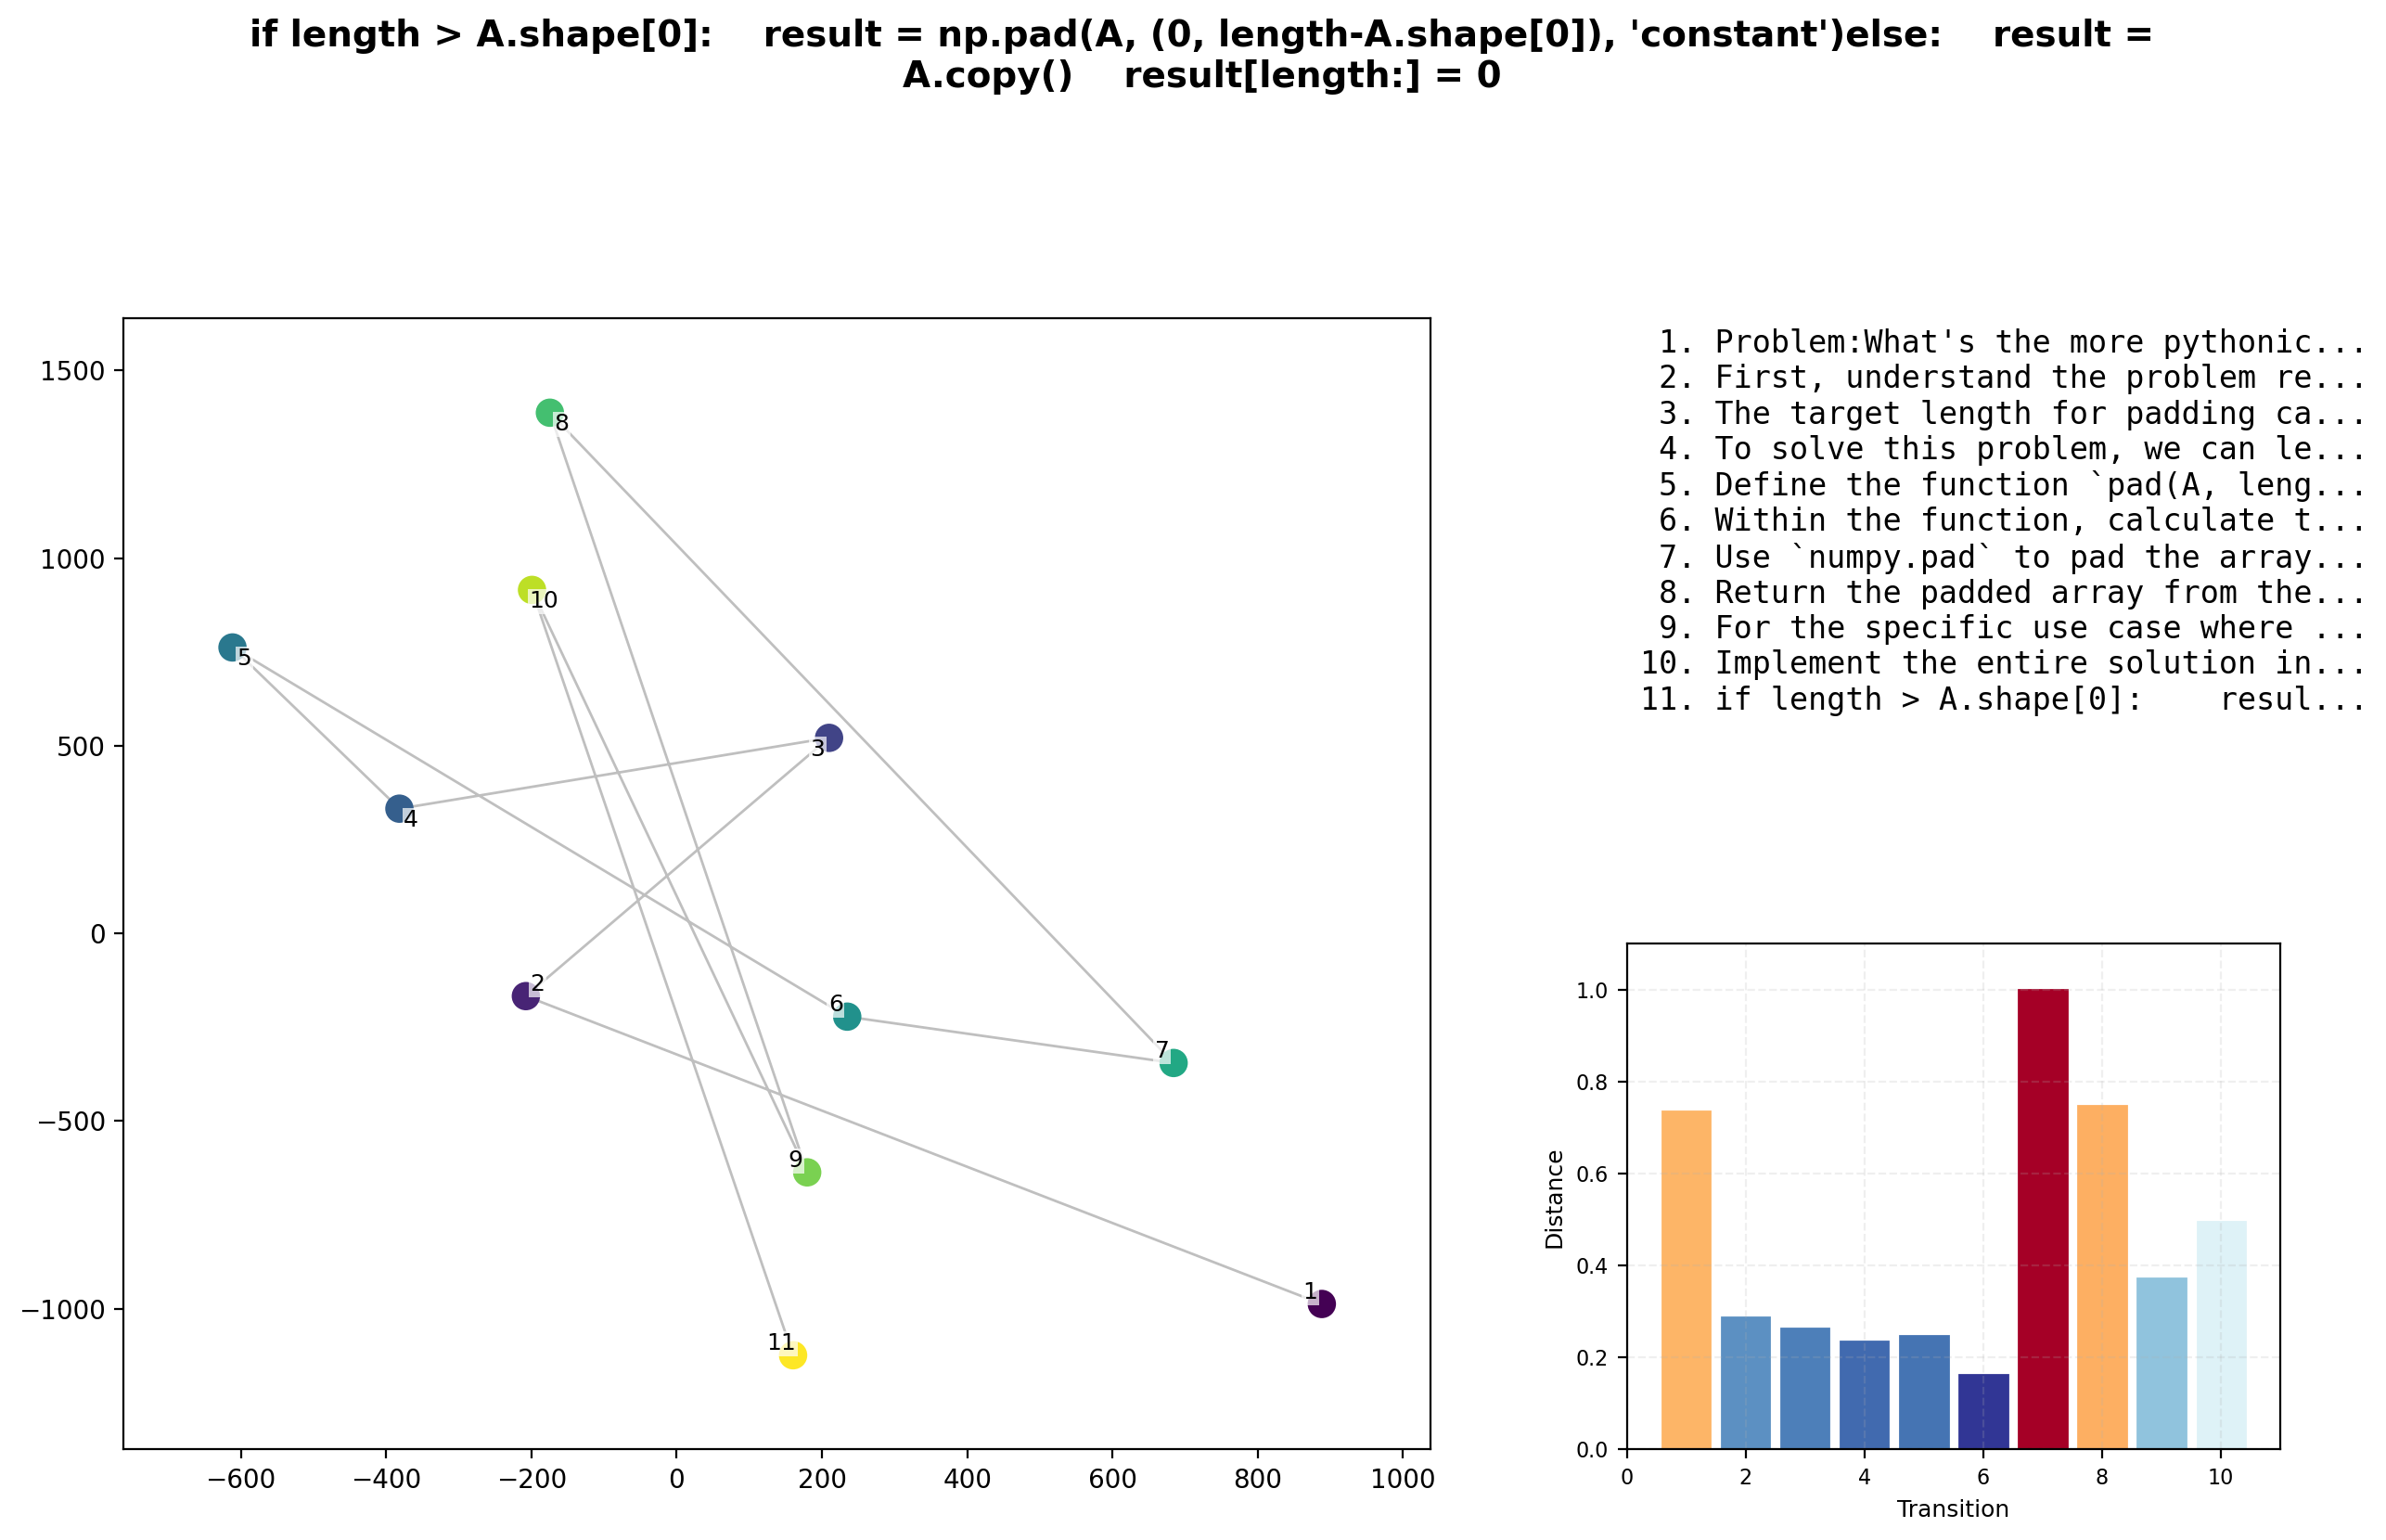 if length > A.shape[0]:    result = np.pad(A, (0, length-A.shape[0]), 'constant')else:    result =
A.copy()    result[length:] = 0
1500
1000
500
0
−500
−1000
−600
−400
−200
0
200
400
600
800
1000
8
10
5
3
4
2
6
7
9
1
11
1. Problem:What's the more pythonic...
2. First, understand the problem re...
3. The target length for padding ca...
4. To solve this problem, we can le...
5. Define the function `pad(A, leng...
6. Within the function, calculate t...
7. Use `numpy.pad` to pad the array...
8. Return the padded array from the...
9. For the specific use case where ...
10. Implement the entire solution in...
11. if length > A.shape[0]:    resul...
Distance
1.0
0.8
0.6
0.4
0.2
0.0
0
2
4
6
8
10
Transition